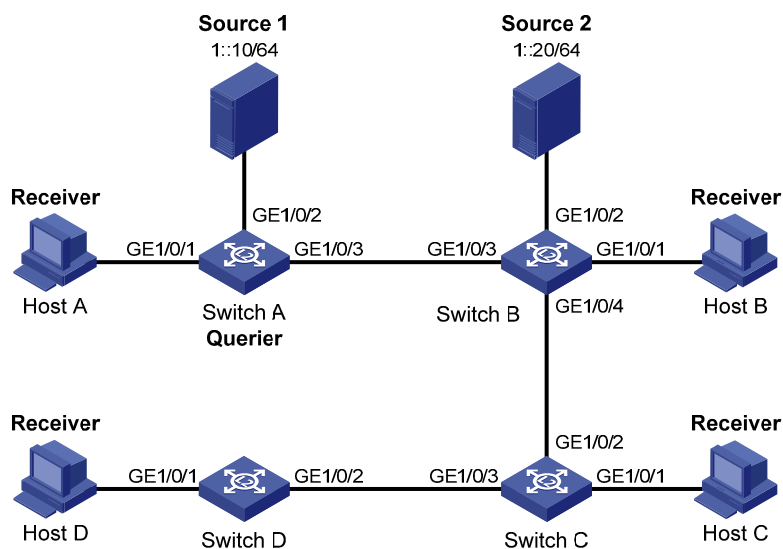 Source 1
1::10/64
Source 2
1::20/64
Receiver
GE1/0/2
GE1/0/2
Receiver
GE1/0/1
GE1/0/3
GE1/0/3
GE1/0/1
Host A
Switch A
Querier
Switch B
GE1/0/4
Host B
Receiver
GE1/0/2
Receiver
GE1/0/1
GE1/0/2
GE1/0/3
GE1/0/1
Host D
Switch D
Switch C
Host C